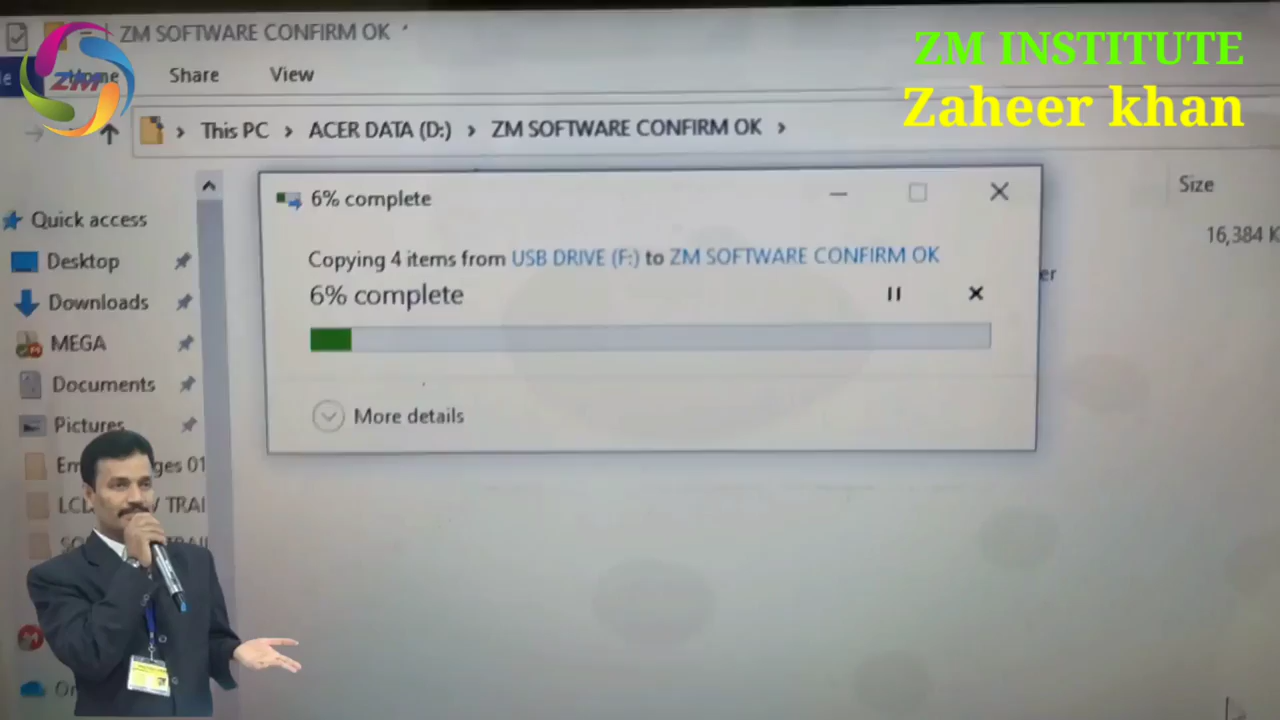 ZM SOFTWARE CONFIRM OK
ZM INSTITUTE
Zaheer khan
ZM
Share
View
This PC > ACER DATA (D:) > ZM SOFTWARE CONFIRM OK >
6% complete
Size
16,384 K
Copying 4 items from USB DRIVE (F:) to ZM SOFTWARE CONFIRM OK
6% complete
More details
Quick access
Desktop
Downloads
MEGA
Documents
Pictures